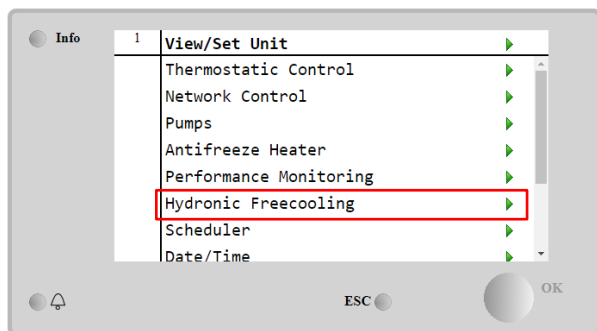 Info
1 View/Set Unit
Thermostatic Control
Network Control
Pumps
Antifreeze Heater
Performance Monitoring
Hydronic Freecooling
Scheduler
Date/Time
ESC
OK